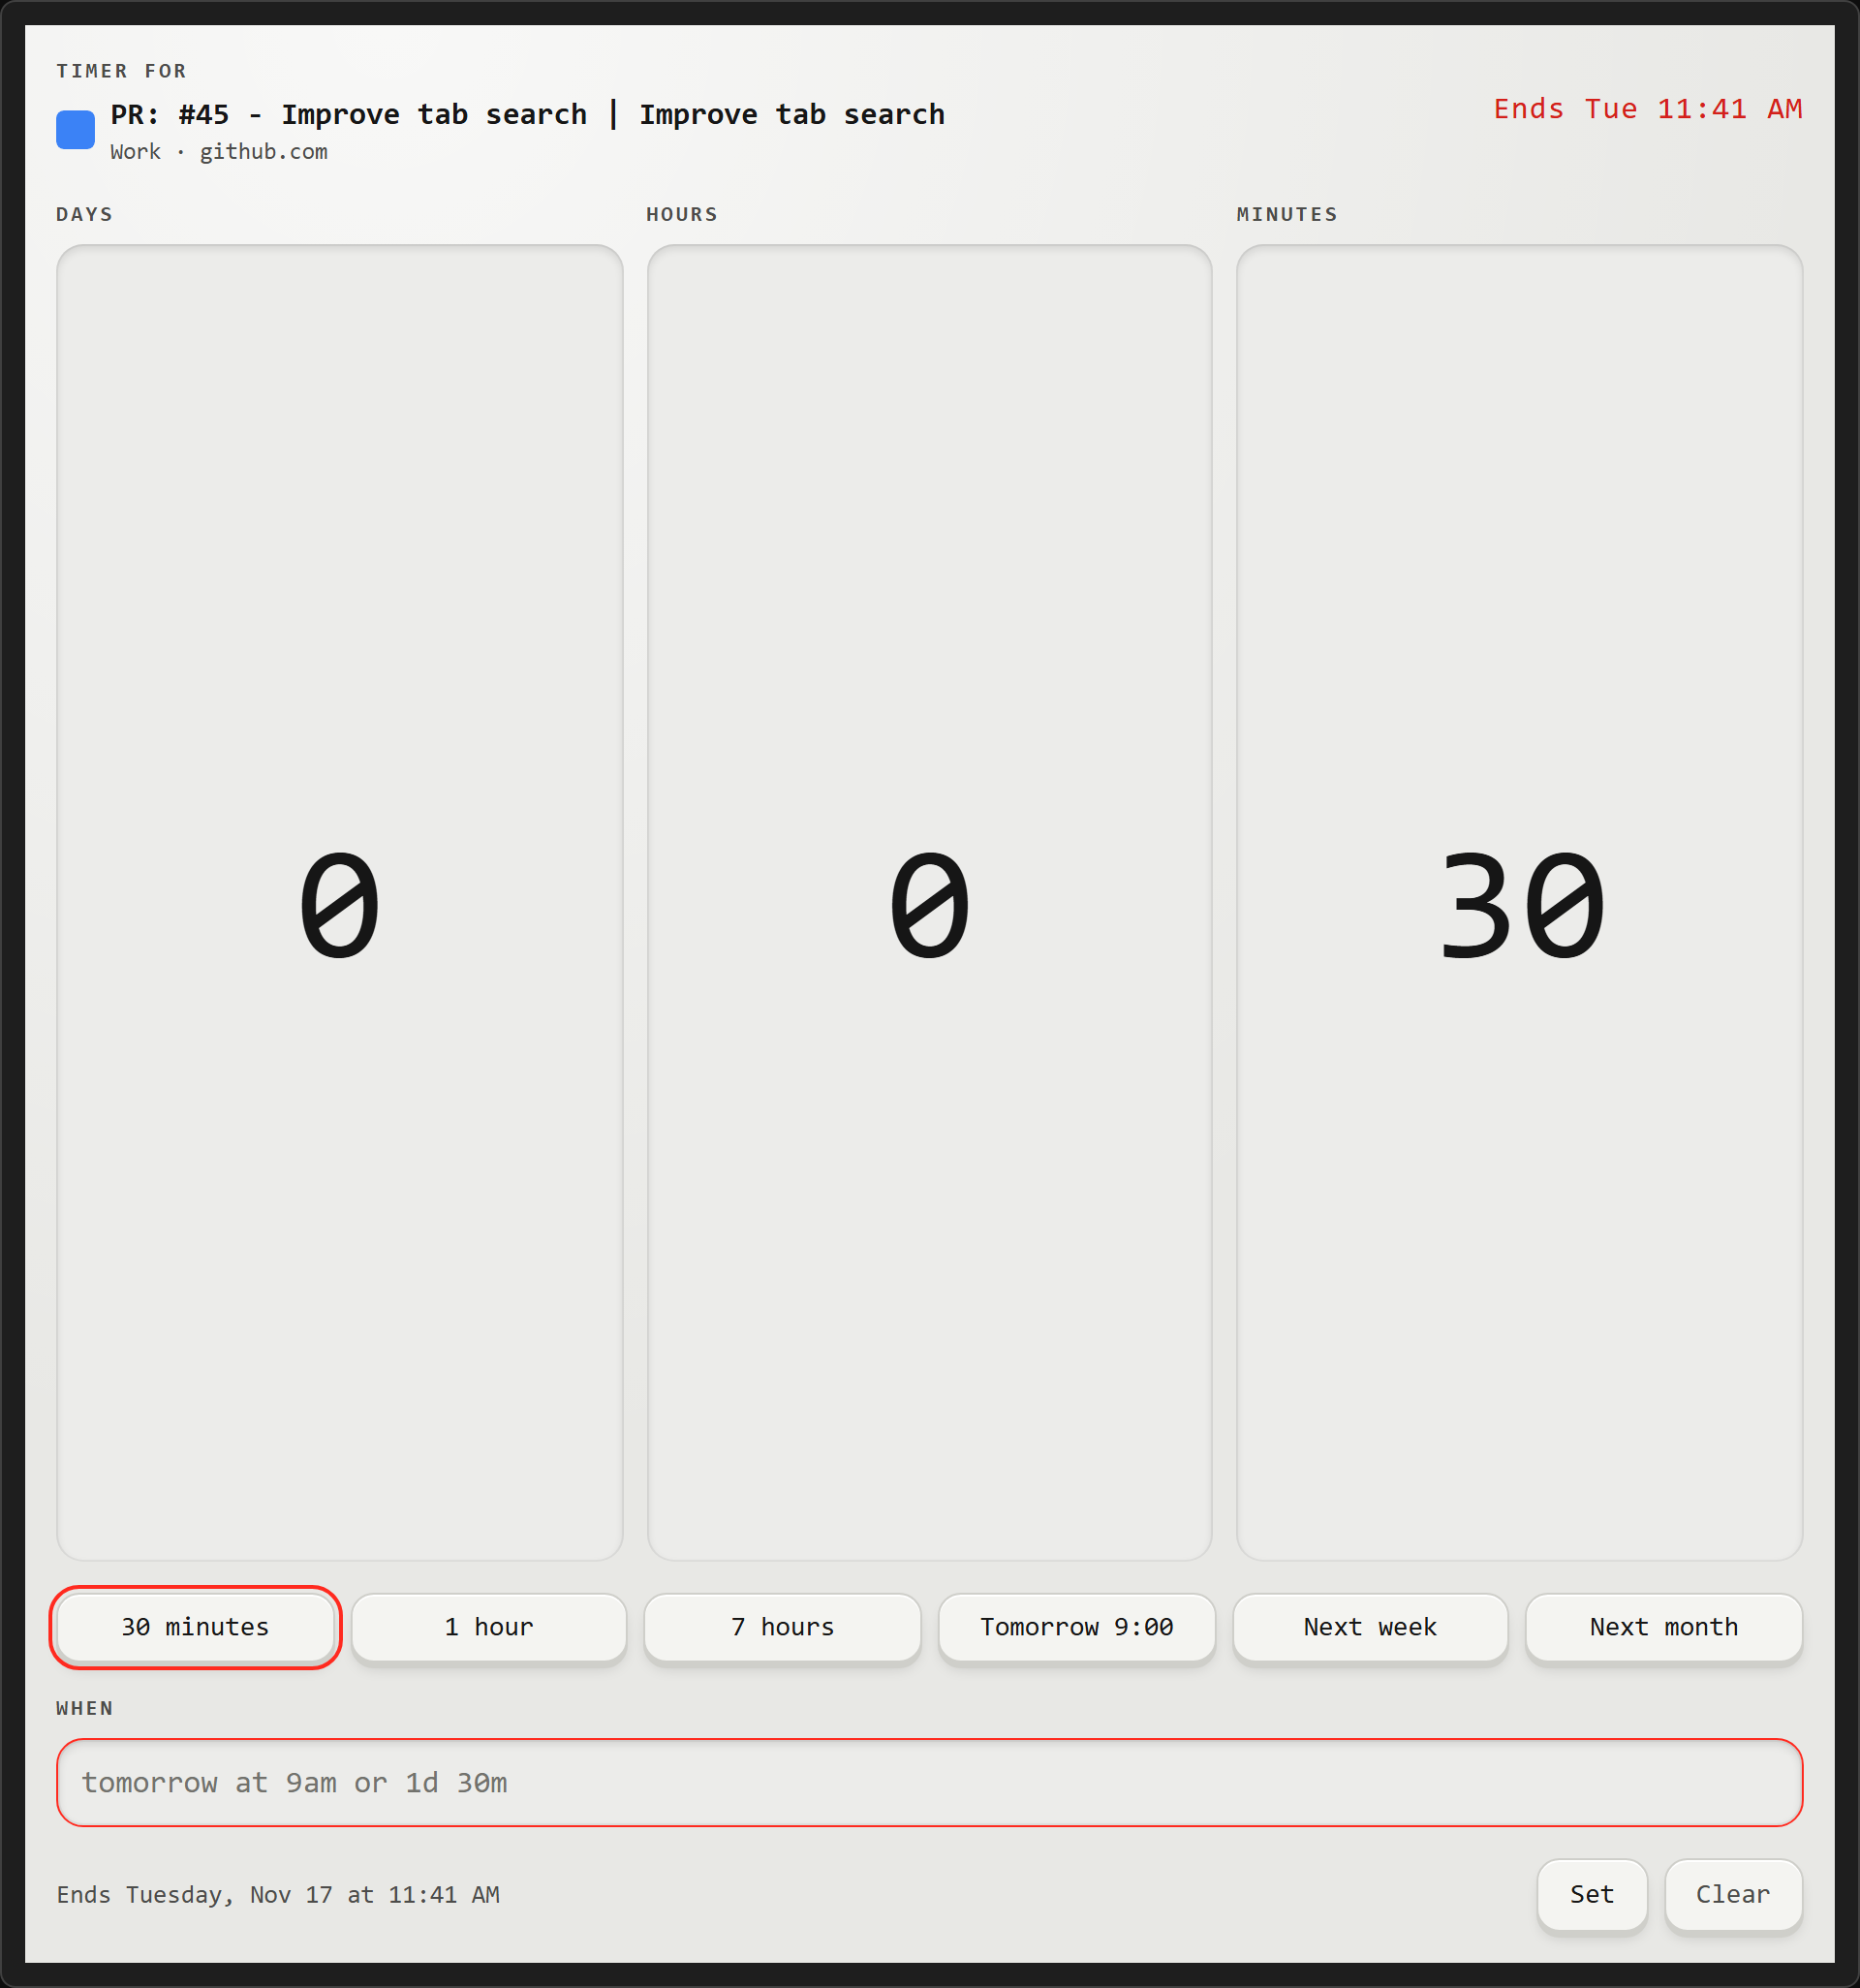 TIMER FOR
PR: #45 - Improve tab search | Improve tab search
Work · github.com
Ends Tue 11:41 AM
DAYS
HOURS
MINUTES
0
0
30
30 minutes
1 hour
7 hours
Tomorrow 9:00
Next week
Next month
WHEN
tomorrow at 9am or 1d 30m
Ends Tuesday, Nov 17 at 11:41 AM
Set
Clear